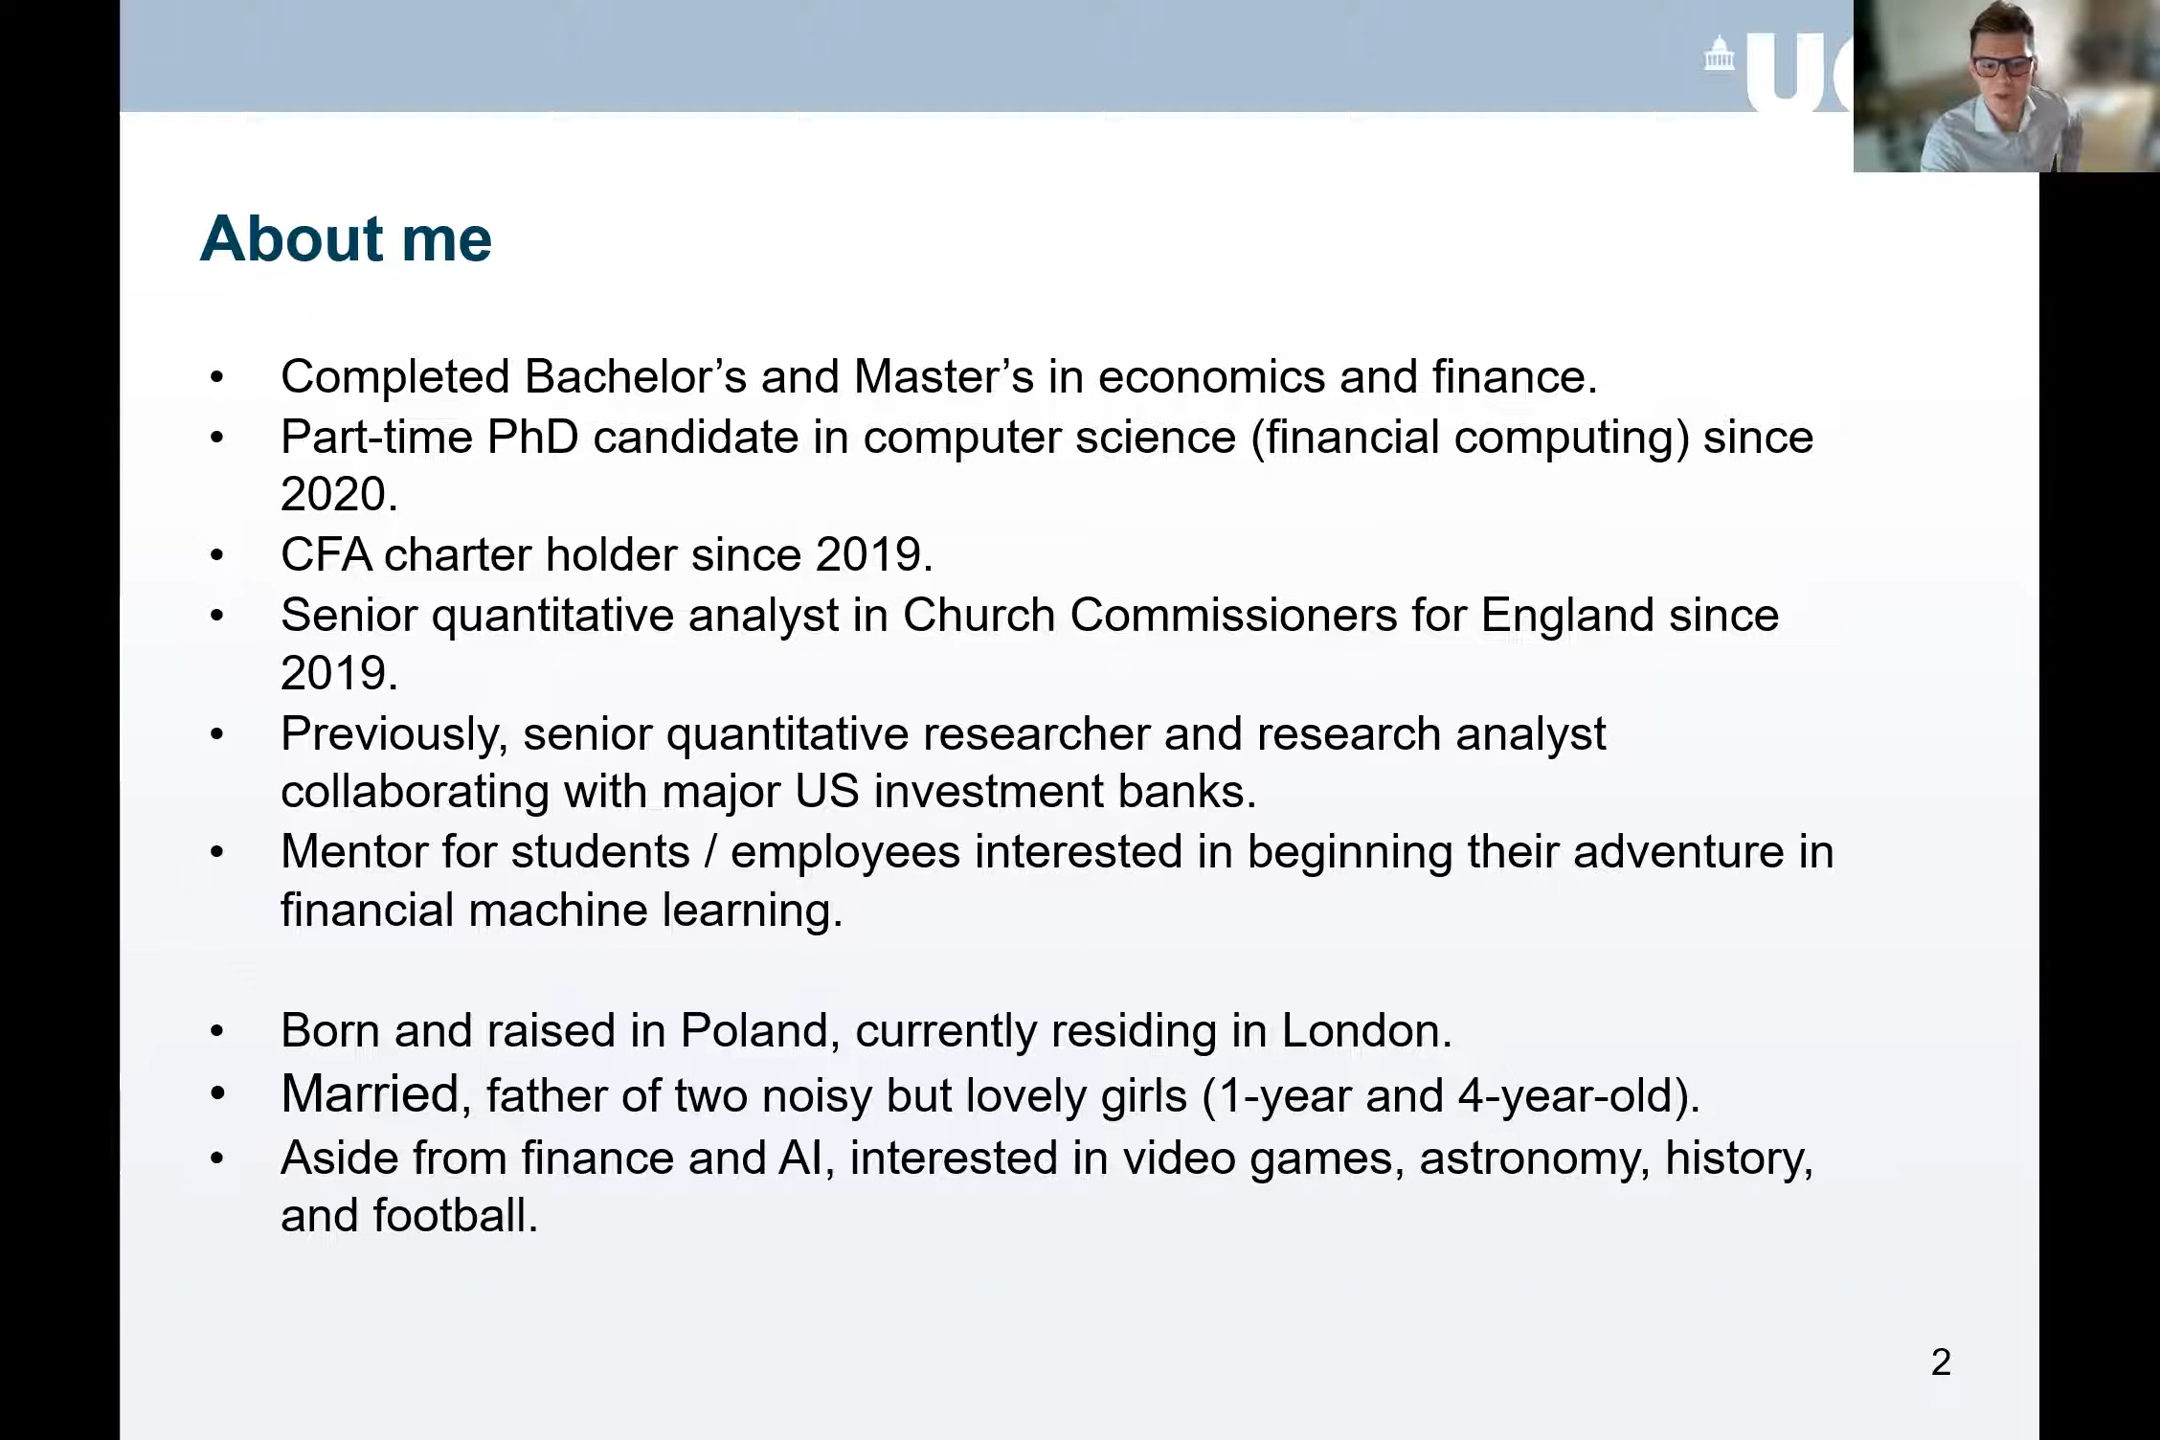 About me
• Completed Bachelor’s and Master’s in economics and finance.
• Part-time PhD candidate in computer science (financial computing) since
2020.
• CFA charter holder since 2019.
• Senior quantitative analyst in Church Commissioners for England since
2019.
• Previously, senior quantitative researcher and research analyst
collaborating with major US investment banks.
• Mentor for students / employees interested in beginning their adventure in
financial machine learning.
• Born and raised in Poland, currently residing in London.
• Married, father of two noisy but lovely girls (1-year and 4-year-old).
• Aside from finance and AI, interested in video games, astronomy, history,
and football.
2